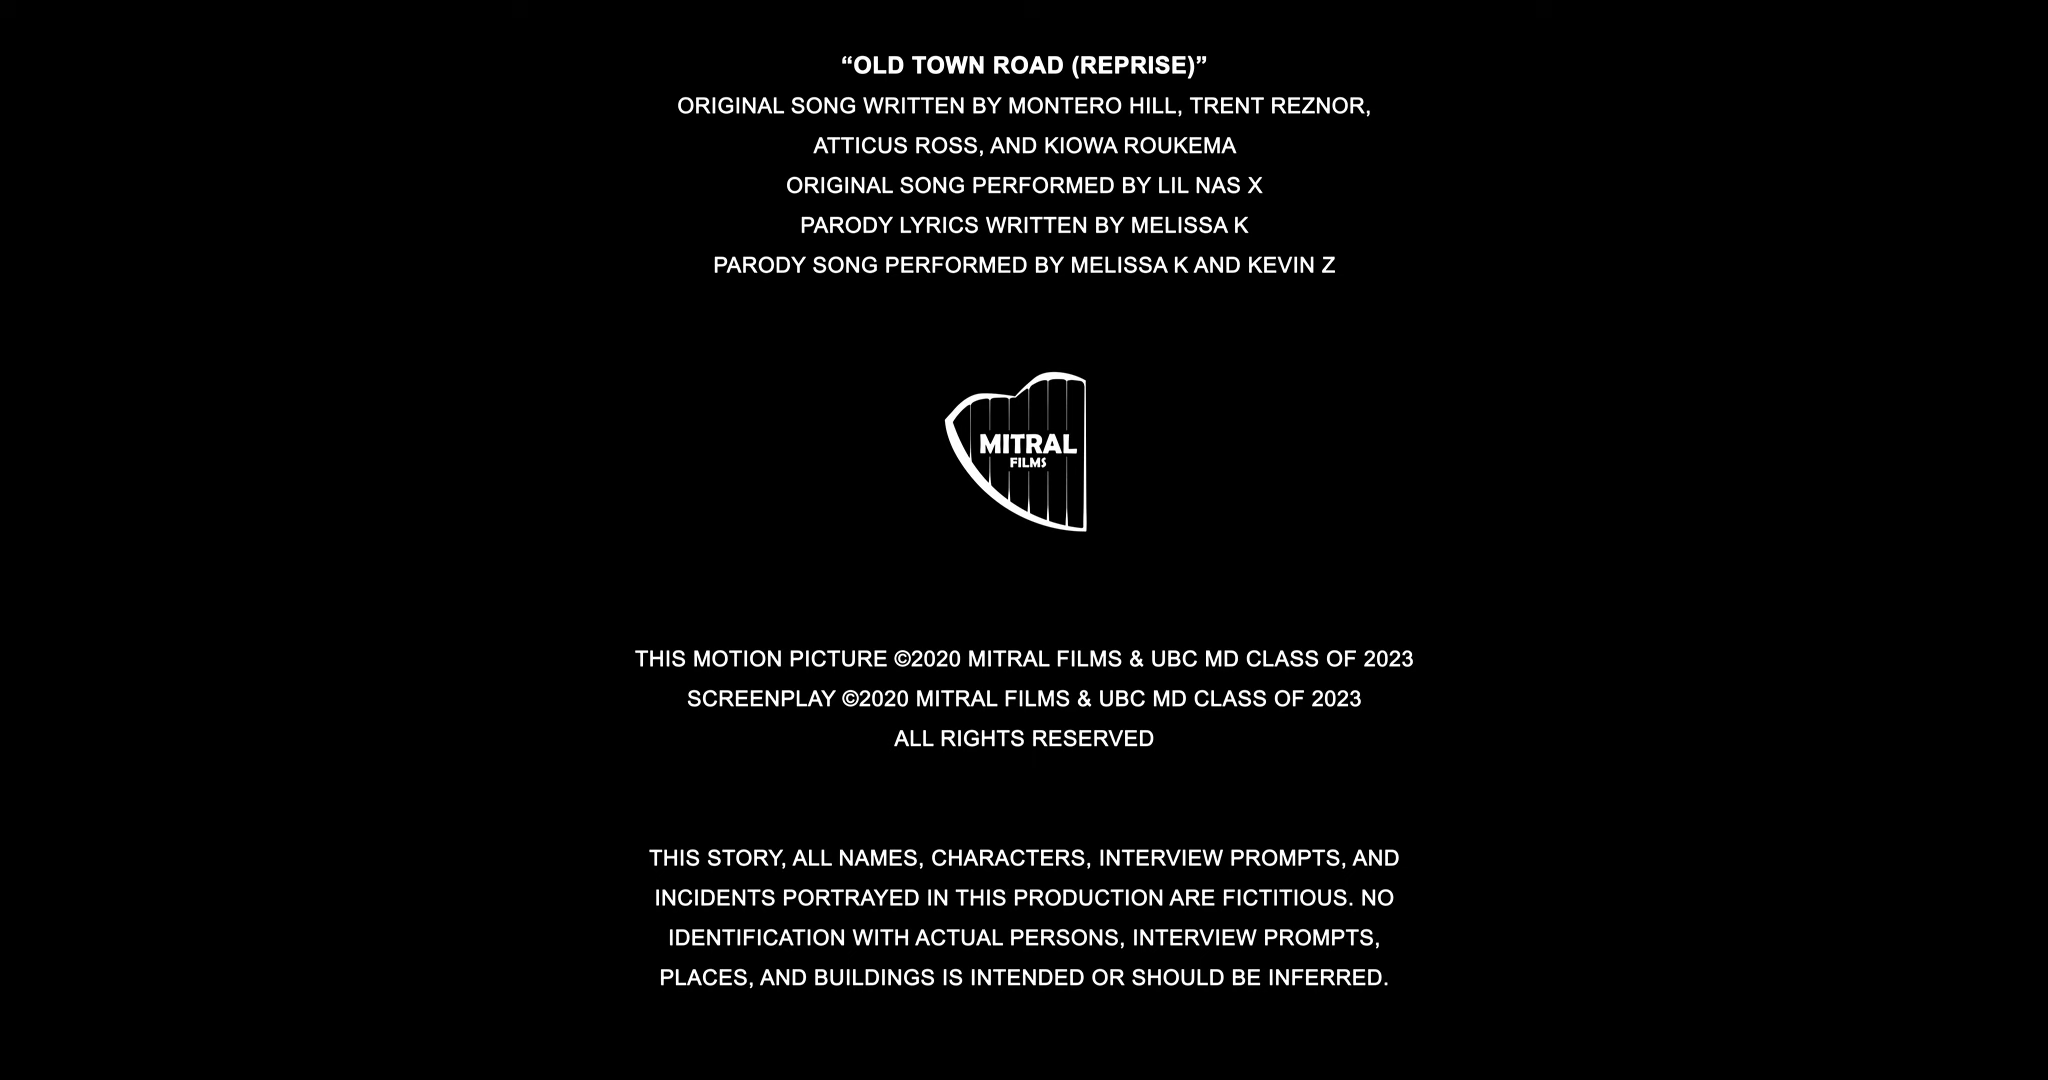 “OLD TOWN ROAD (REPRISE)”
ORIGINAL SONG WRITTEN BY MONTERO HILL, TRENT REZNOR,
ATTICUS ROSS, AND KIOWA ROUKEMA
ORIGINAL SONG PERFORMED BY LIL NAS X
PARODY LYRICS WRITTEN BY MELISSA K
PARODY SONG PERFORMED BY MELISSA K AND KEVIN Z
MITRAL
FILMS
THIS MOTION PICTURE ©2020 MITRAL FILMS & UBC MD CLASS OF 2023
SCREENPLAY ©2020 MITRAL FILMS & UBC MD CLASS OF 2023
ALL RIGHTS RESERVED
THIS STORY, ALL NAMES, CHARACTERS, INTERVIEW PROMPTS, AND
INCIDENTS PORTRAYED IN THIS PRODUCTION ARE FICTITIOUS. NO
IDENTIFICATION WITH ACTUAL PERSONS, INTERVIEW PROMPTS,
PLACES, AND BUILDINGS IS INTENDED OR SHOULD BE INFERRED.